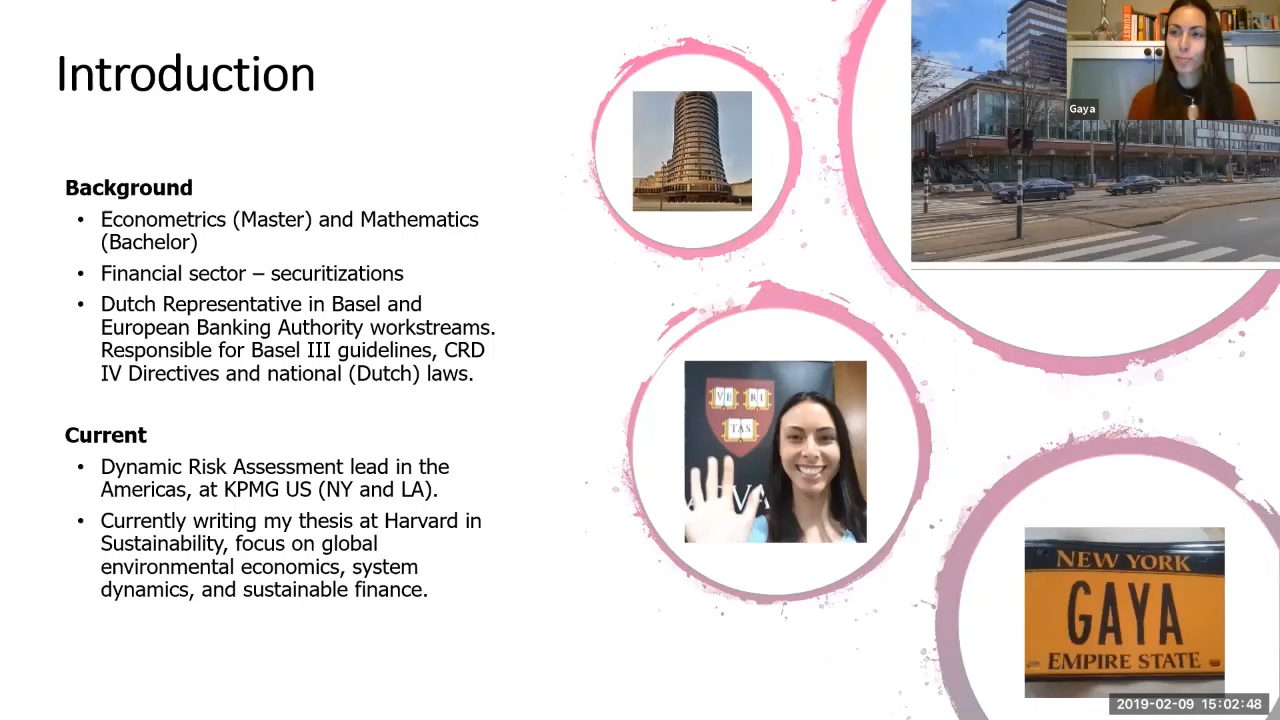 Introduction
Background
• Econometrics (Master) and Mathematics
(Bachelor)
• Financial sector – securitizations
• Dutch Representative in Basel and
European Banking Authority workstreams.
Responsible for Basel III guidelines, CRD
IV Directives and national (Dutch) laws.
Current
• Dynamic Risk Assessment lead in the
Americas, at KPMG US (NY and LA).
• Currently writing my thesis at Harvard in
Sustainability, focus on global
environmental economics, system
dynamics, and sustainable finance.
Gaya
VE RI
TAS
NEW YORK
GAYA
EMPIRE STATE
2019-02-09 15:02:48